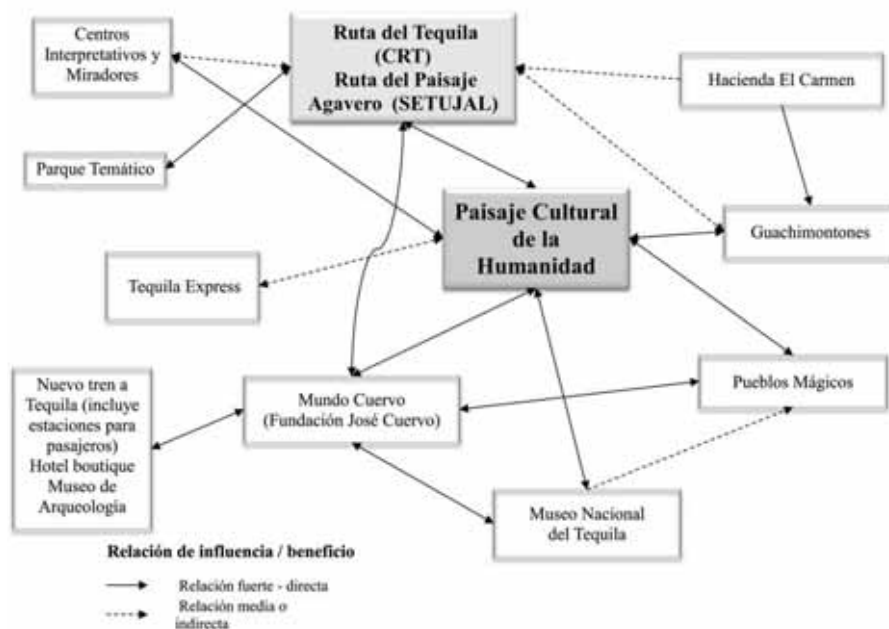 Centros
Interpretativos y
Miradores
Ruta del Tequila
(CRT)
Ruta del Paisaje
Agavero (SETUJAL)
Hacienda El Carmen
Parque Temático
Paisaje Cultural
de la
Humanidad
Guachimontones
Tequila Express
Nuevo tren a
Tequila (incluye
estaciones para
pasajeros)
Hotel boutique
Museo de
Arqueología
Mundo Cuervo
(Fundación José Cuervo)
Pueblos Mágicos
Museo Nacional
del Tequila
Relación de influencia / beneficio
Relación fuerte - directa
Relación media o
indirecta